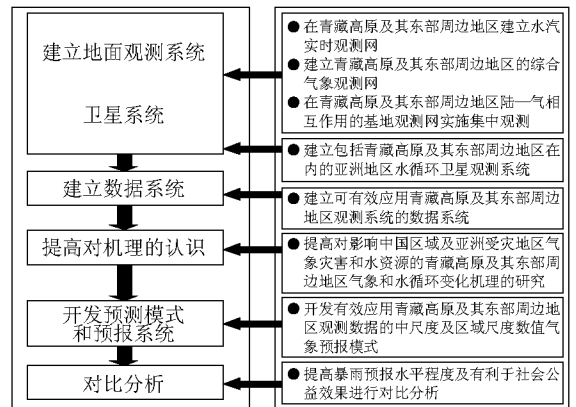 建立地面观测系统
卫星系统
建立数据系统
提高对机理的认识
开发预测模式
和预报系统
对比分析
●在青藏高原及其东部周边地区建立水汽
实时观测网
●建立青藏高原及其东部周边地区的综合
气象观测网
●在青藏高原及其东部周边地区陆—气相
互作用的基地观测网实施集中观测
●建立包括青藏高原及其东部周边地区在
内的亚洲地区水循环卫星观测系统
●建立可有效应用青藏高原及其东部周边
地区观测系统的数据系统
●提高对影响中国区域及亚洲受灾地区气
象灾害和水资源的青藏高原及其东部周
边地区气象和水循环变化机理的研究
●开发有效应用青藏高原及其东部周边地
区观测数据的中尺度及区域尺度数值气
象预报模式
●提高暴雨预报水平程度及有利于社会公
益效果进行对比分析